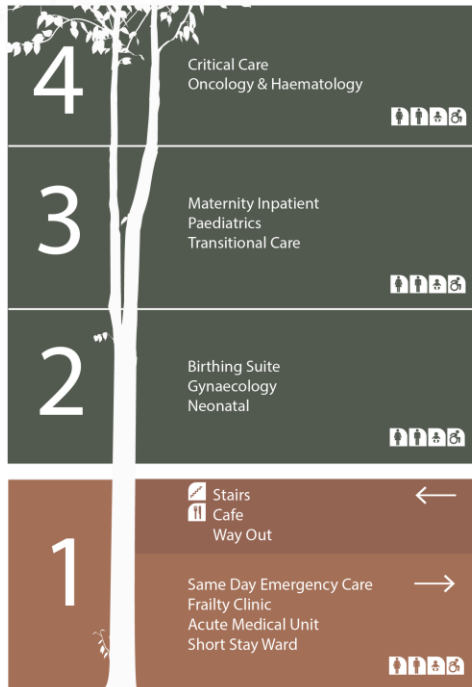 4
Critical Care
Oncology & Haematology
3
Maternity Inpatient
Paediatrics
Transitional Care
2
Birthing Suite
Gynaecology
Neonatal
1
Stairs
Cafe
Way Out
Same Day Emergency Care
Frailty Clinic
Acute Medical Unit
Short Stay Ward